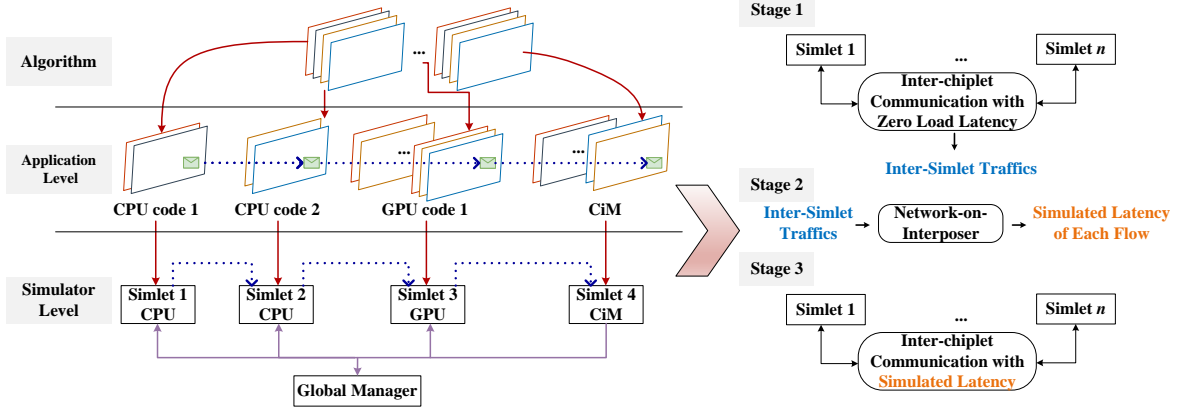 Algorithm
...
Application
Level
...
...
CPU code 1
CPU code 2
GPU code 1
CiM
Simulator
Level
Simlet 1
CPU
Simlet 2
CPU
Simlet 3
GPU
Simlet 4
CiM
Global Manager
Stage 1
Simlet 1
...
Simlet n
Inter-chiplet
Communication with
Zero Load Latency
Inter-Simlet Traffics
Stage 2
Inter-Simlet
Traffics
Network-on-
Interposer
Simulated Latency
of Each Flow
Stage 3
Simlet 1
...
Simlet n
Inter-chiplet
Communication with
Simulated Latency